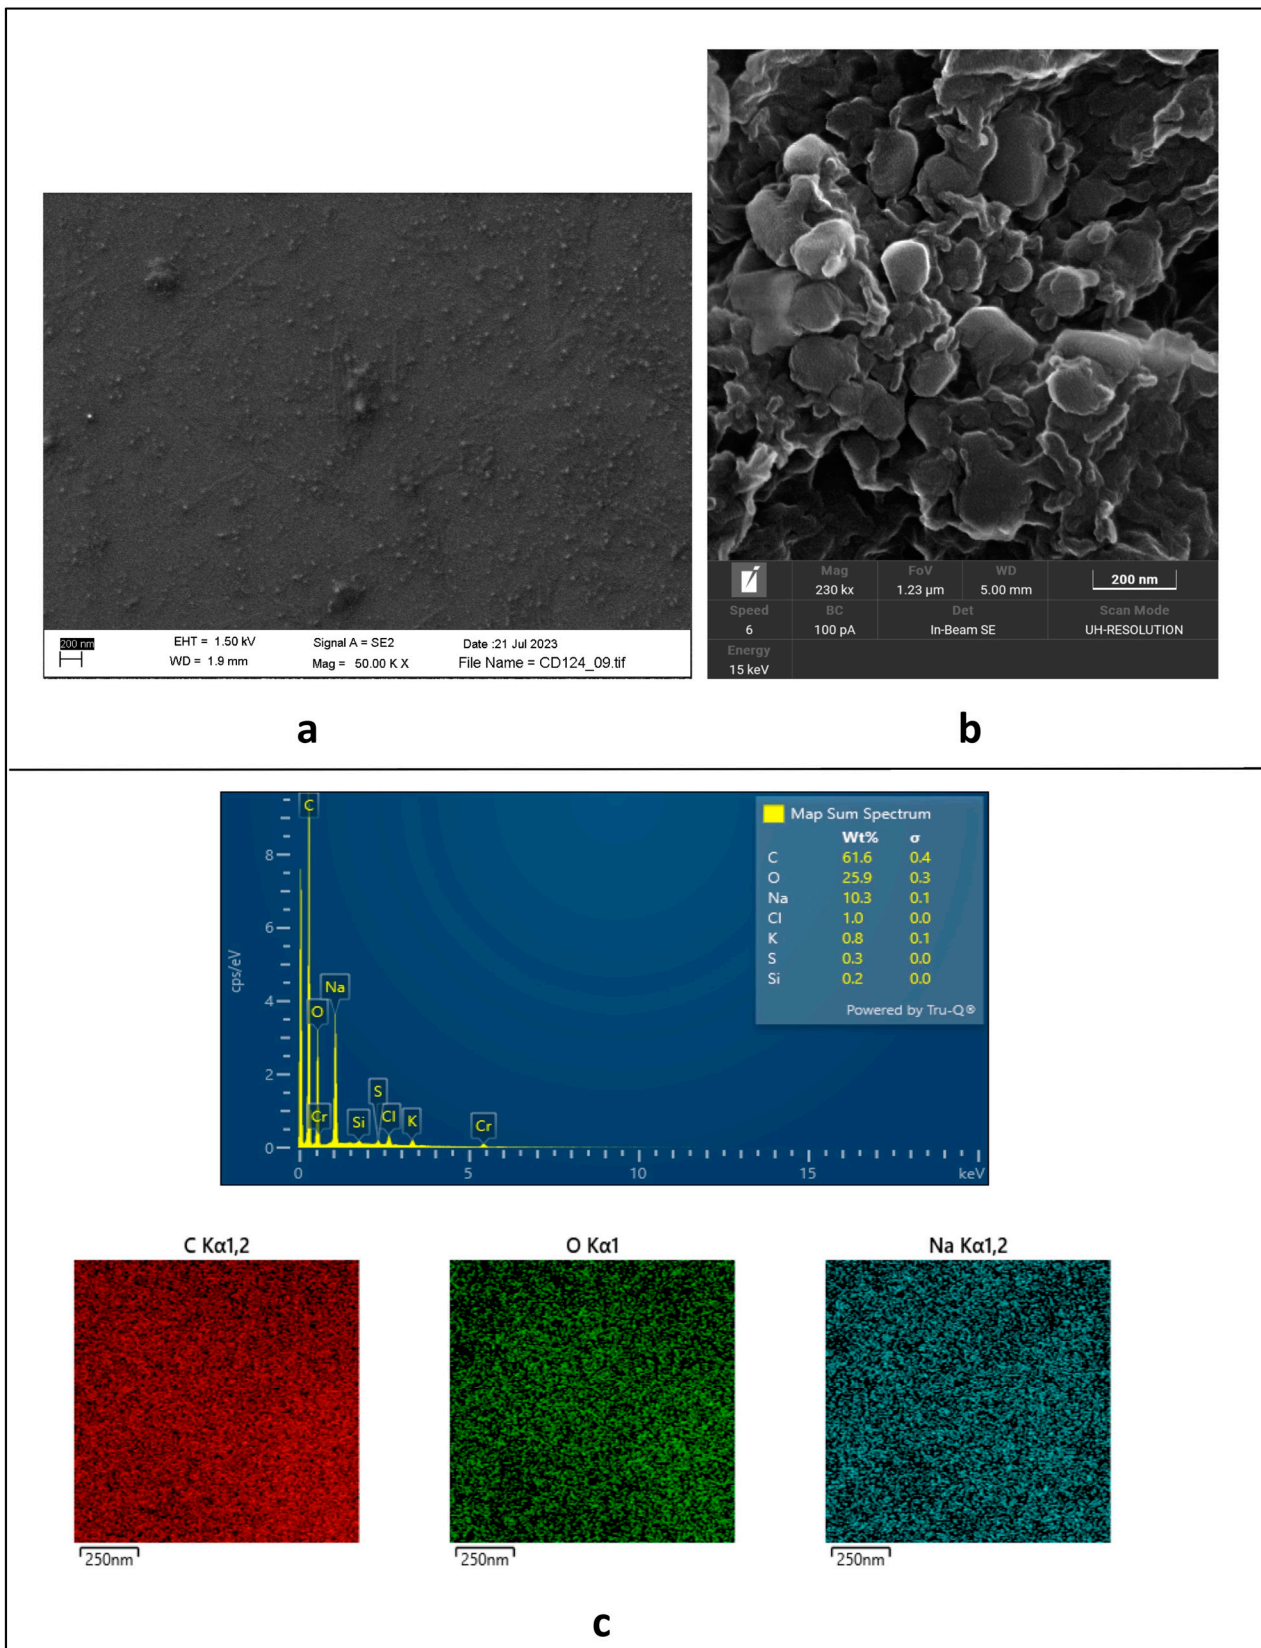 200 nm
EHT = 1.50 kV
Signal A = SE2
Date :21 Jul 2023
WD = 1.9 mm
Mag = 50.00 K X
File Name = CD124_09.tif
Mag
FoV
WD
200 nm
230 kx
1.23 µm
5.00 mm
Speed
BC
Det
Scan Mode
6
100 pA
In-Beam SE
UH-RESOLUTION
Energy
15 keV
a
b
Map Sum Spectrum
Wt% σ
C 61.6 0.4
O 25.9 0.3
Na 10.3 0.1
Cl 1.0 0.0
K 0.8 0.1
S 0.3 0.0
Si 0.2 0.0
Powered by Tru-Q®
cps/eV
8
6
4
2
0
C
Na
O
S
Cr
Si
Cl
K
Cr
0 5 10 15 keV
C Kα1,2
O Kα1
Na Kα1,2
250nm
250nm
250nm
c